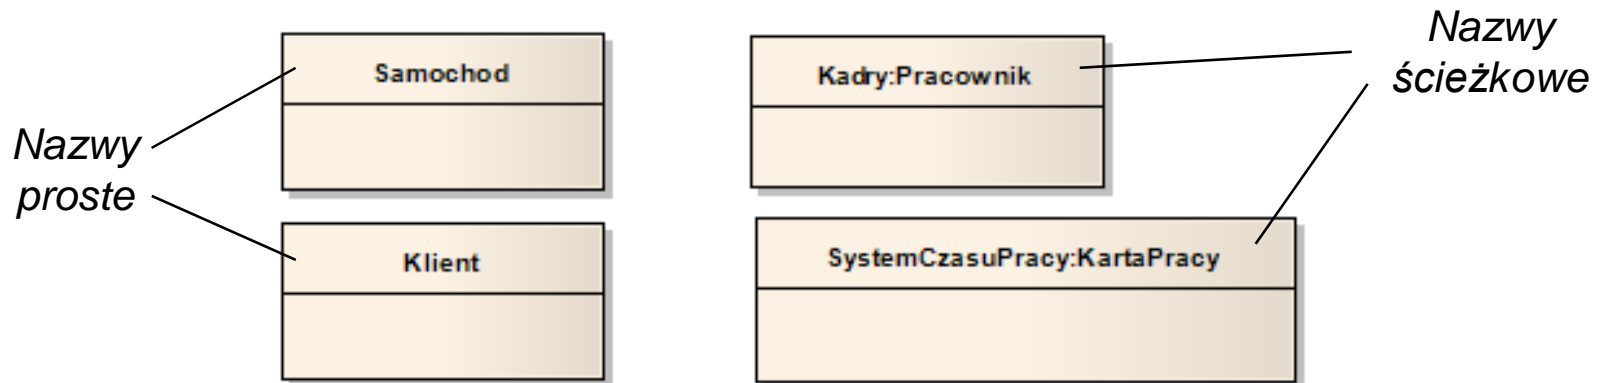 Nazwy
proste
Samochod
Klient
Kadry:Pracownik
SystemCzasuPracy:KartaPracy
Nazwy
ścieżkowe